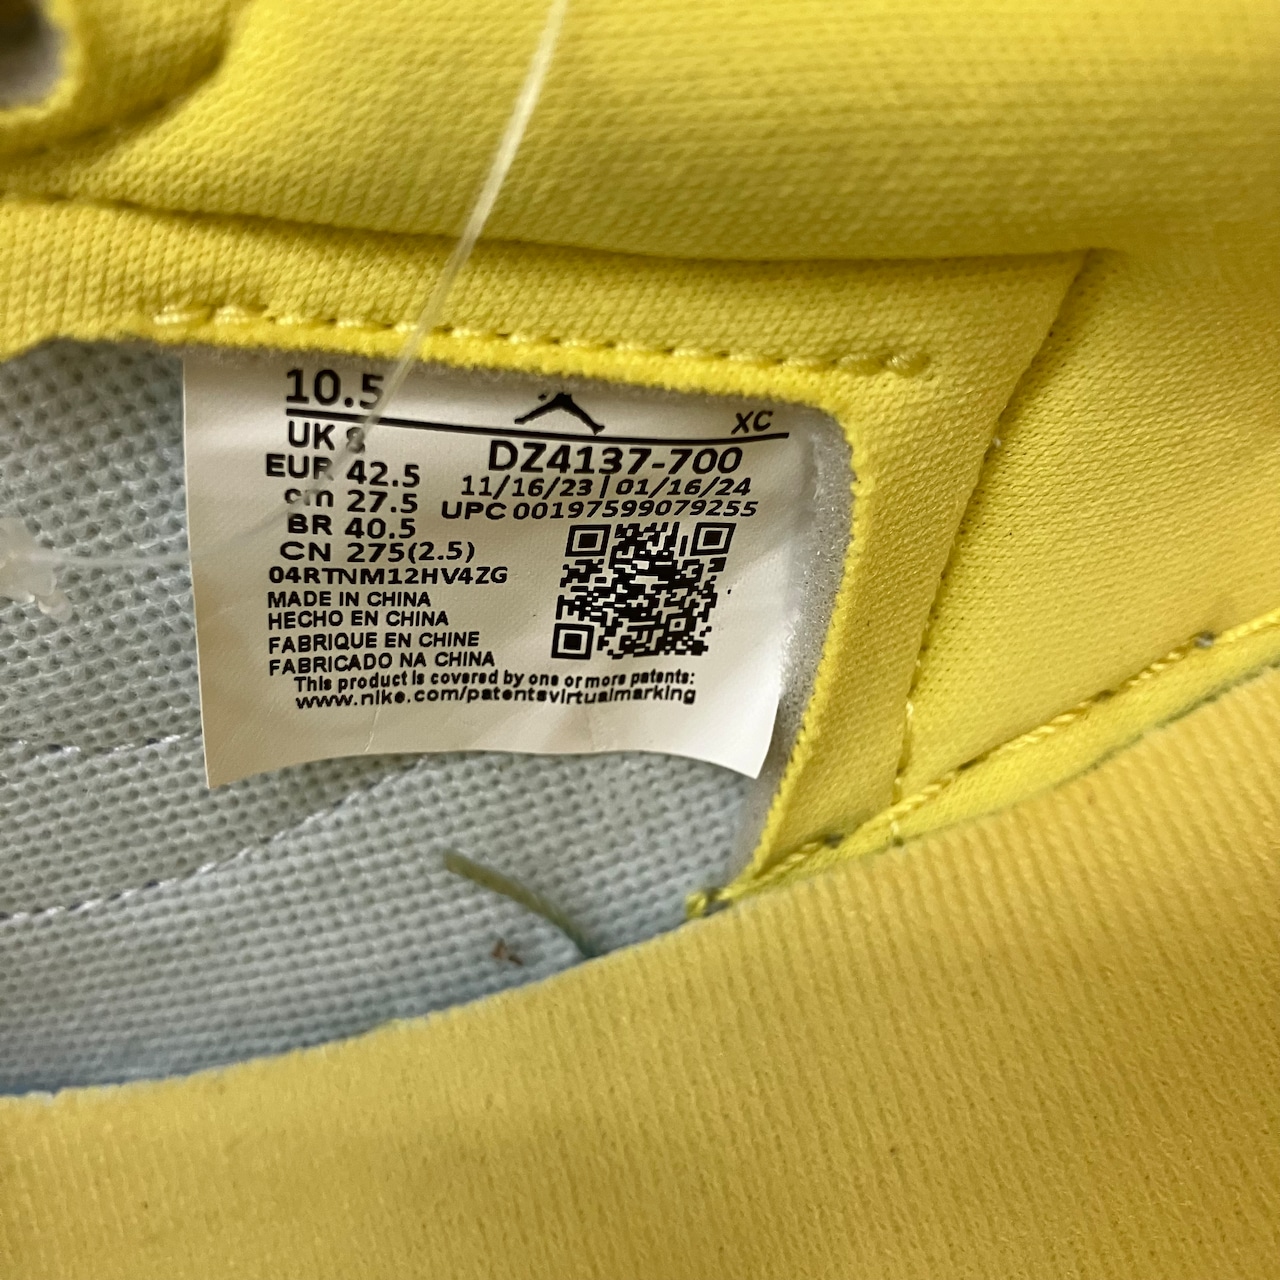 10.5
XC
UK 8
DZ4137-700
EUR 42.5
11/16/23 | 01/16/24
cm 27.5
UPC 00197599079255
BR 40.5
CN 275(2.5)
04RTNM12HV4ZG
MADE IN CHINA
HECHO EN CHINA
FABRIQUE EN CHINE
FABRICADO NA CHINA
This product is covered by one or more patents:
www.nike.com/patentsvirtualmarking